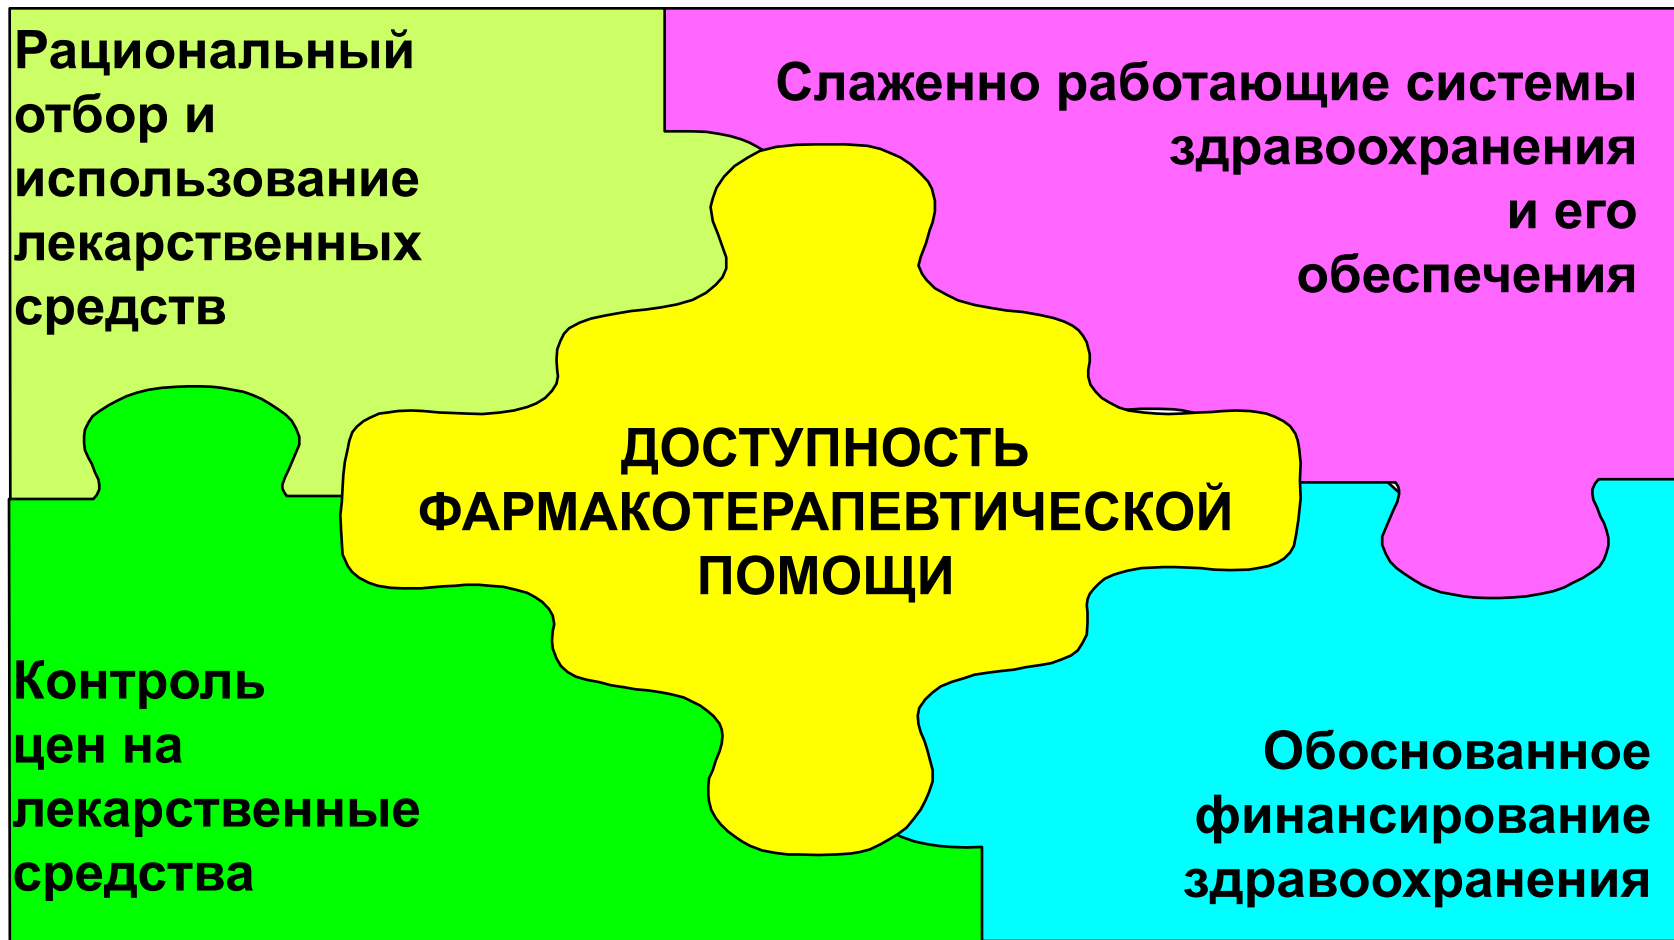 Рациональный
отбор и
использование
лекарственных
средств
Слаженно работающие системы
здравоохранения
и его
обеспечения
ДОСТУПНОСТЬ
ФАРМАКОТЕРАПЕВТИЧЕСКОЙ
ПОМОЩИ
Контроль
цен на
лекарственные
средства
Обоснованное
финансирование
здравоохранения